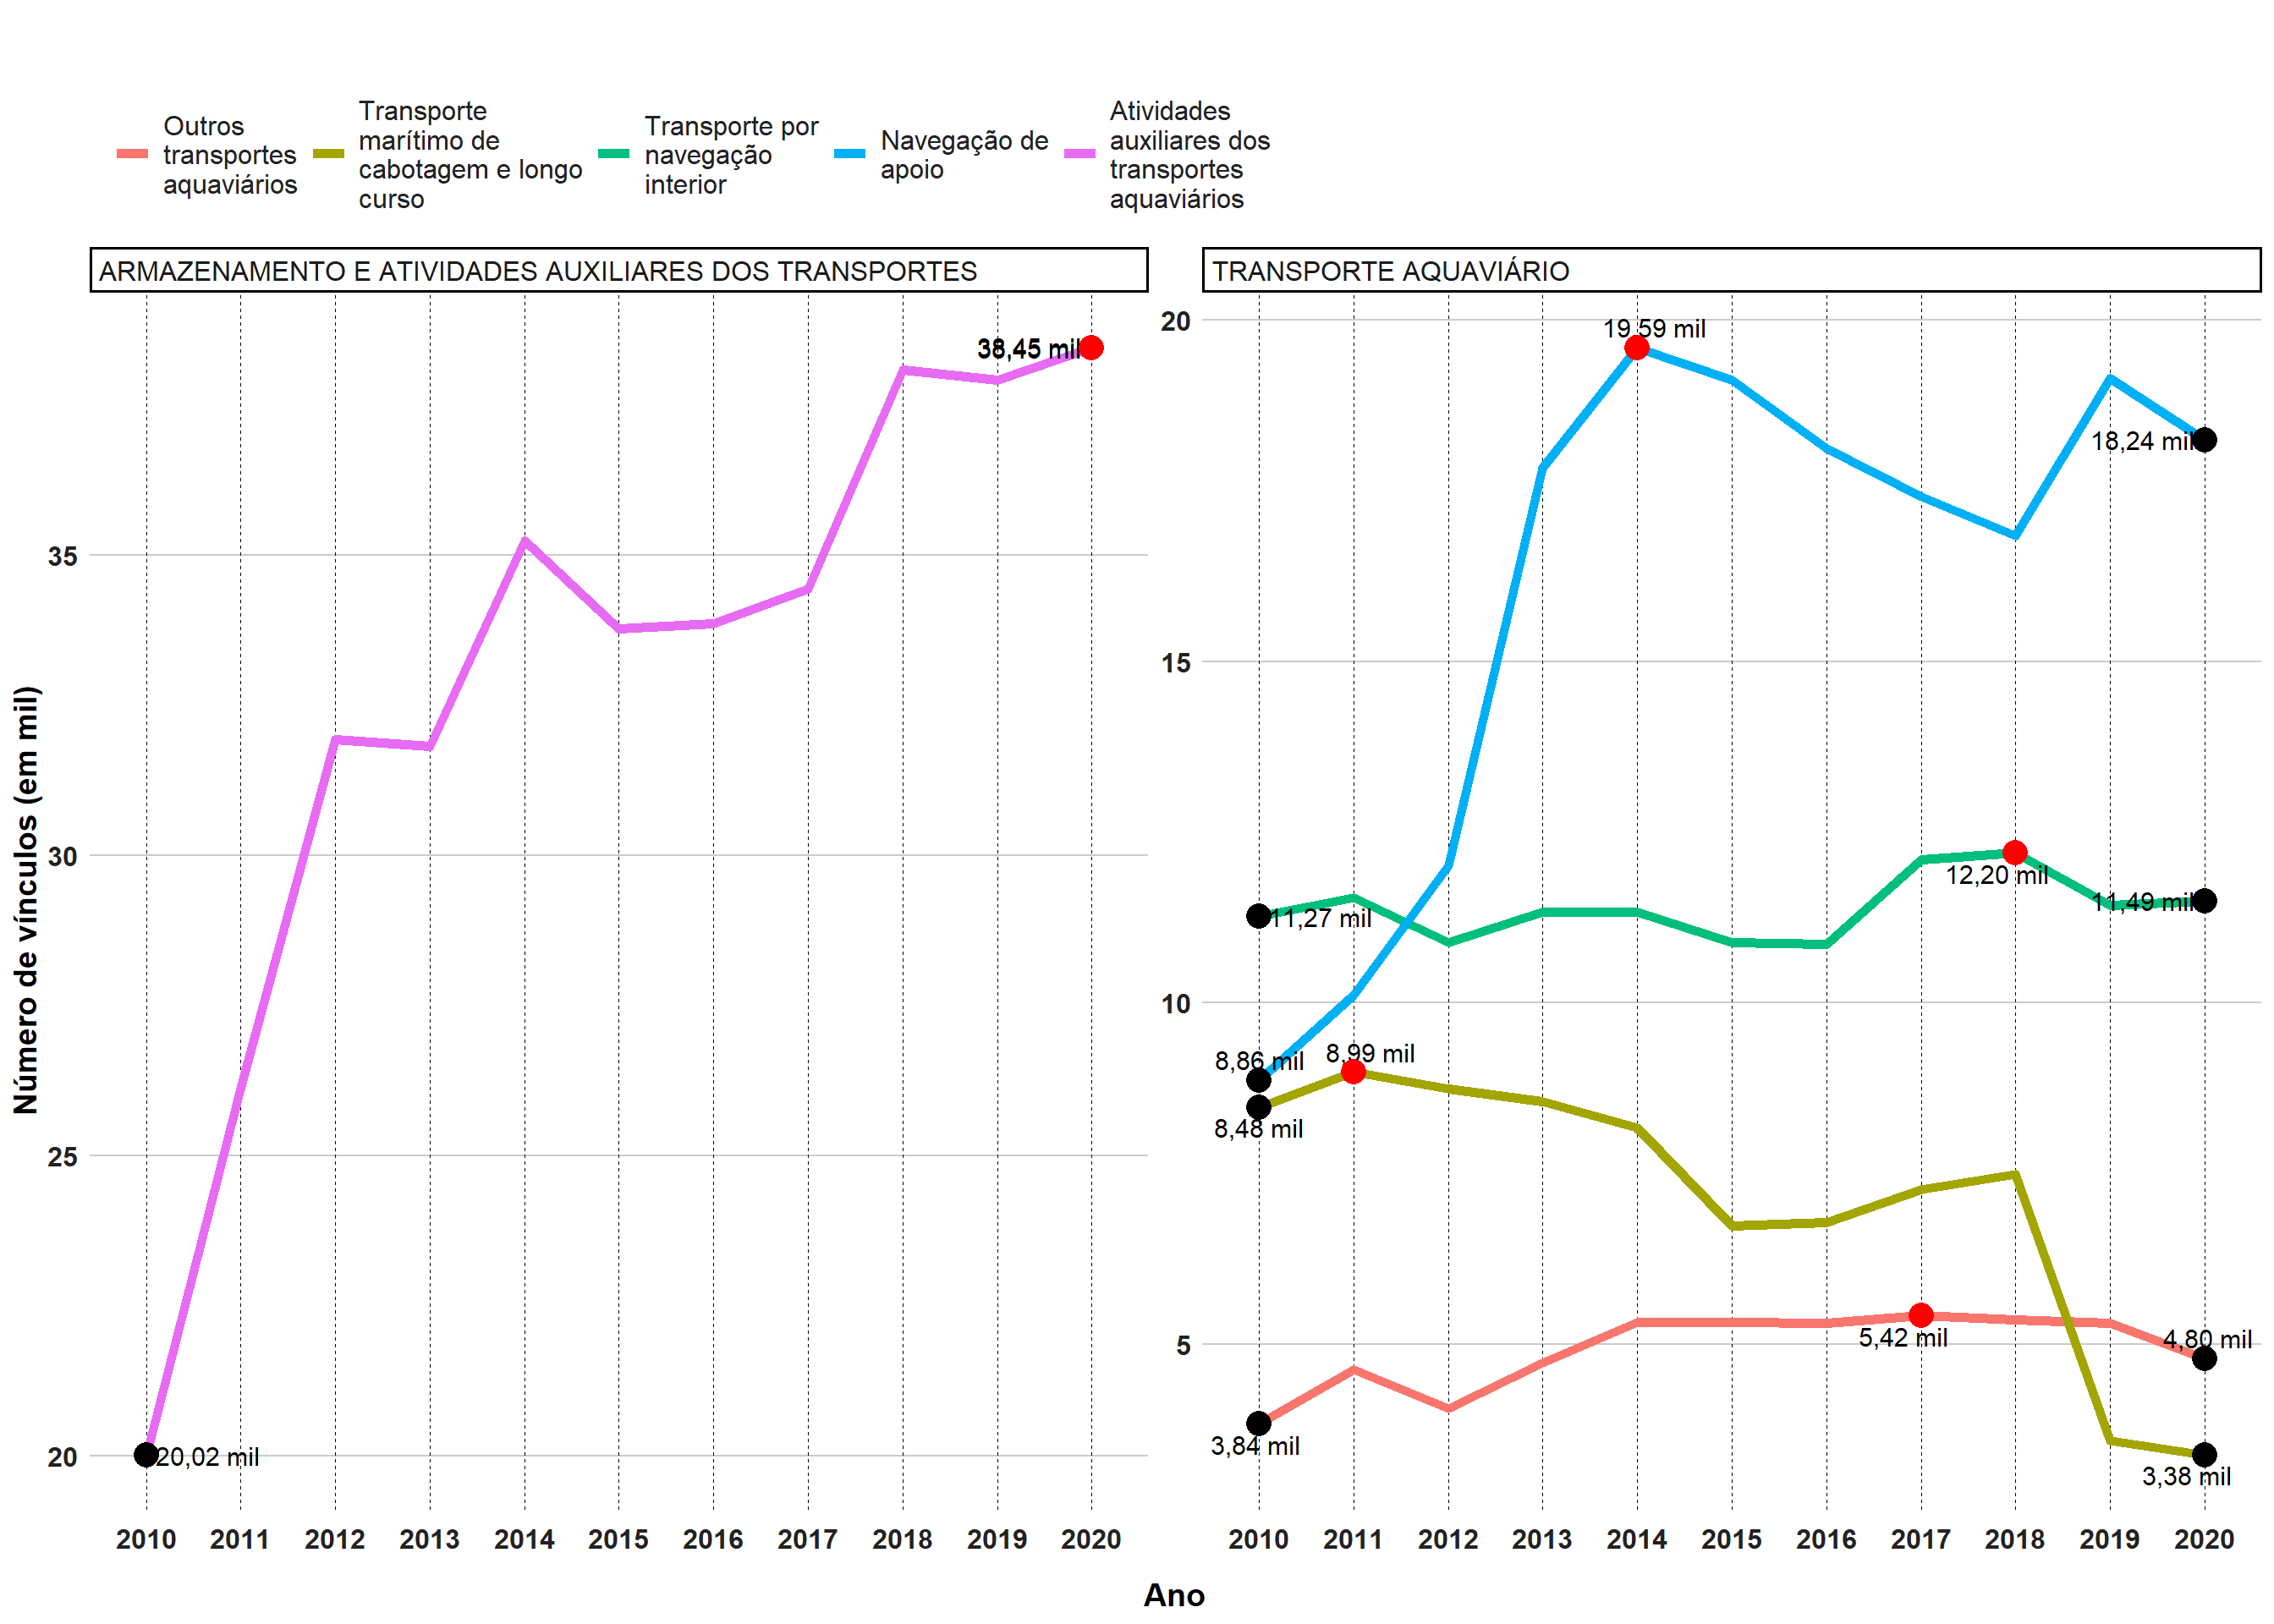 Outros
transportes
aquaviários
Transporte
marítimo de
cabotagem e longo
curso
Transporte por
navegação
interior
Navegação de
apoio
Atividades
auxiliares dos
transportes
aquaviários
ARMAZENAMENTO E ATIVIDADES AUXILIARES DOS TRANSPORTES
TRANSPORTE AQUAVIÁRIO
Número de vínculos (em mil)
35
30
25
20
38,45 mil
20,02 mil
2010 2011 2012 2013 2014 2015 2016 2017 2018 2019 2020
20
15
10
5
19,59 mil
18,24 mil
12,20 mil
11,49 mil
11,27 mil
8,86 mil
8,99 mil
8,48 mil
5,42 mil
4,80 mil
3,84 mil
3,38 mil
2010 2011 2012 2013 2014 2015 2016 2017 2018 2019 2020
Ano